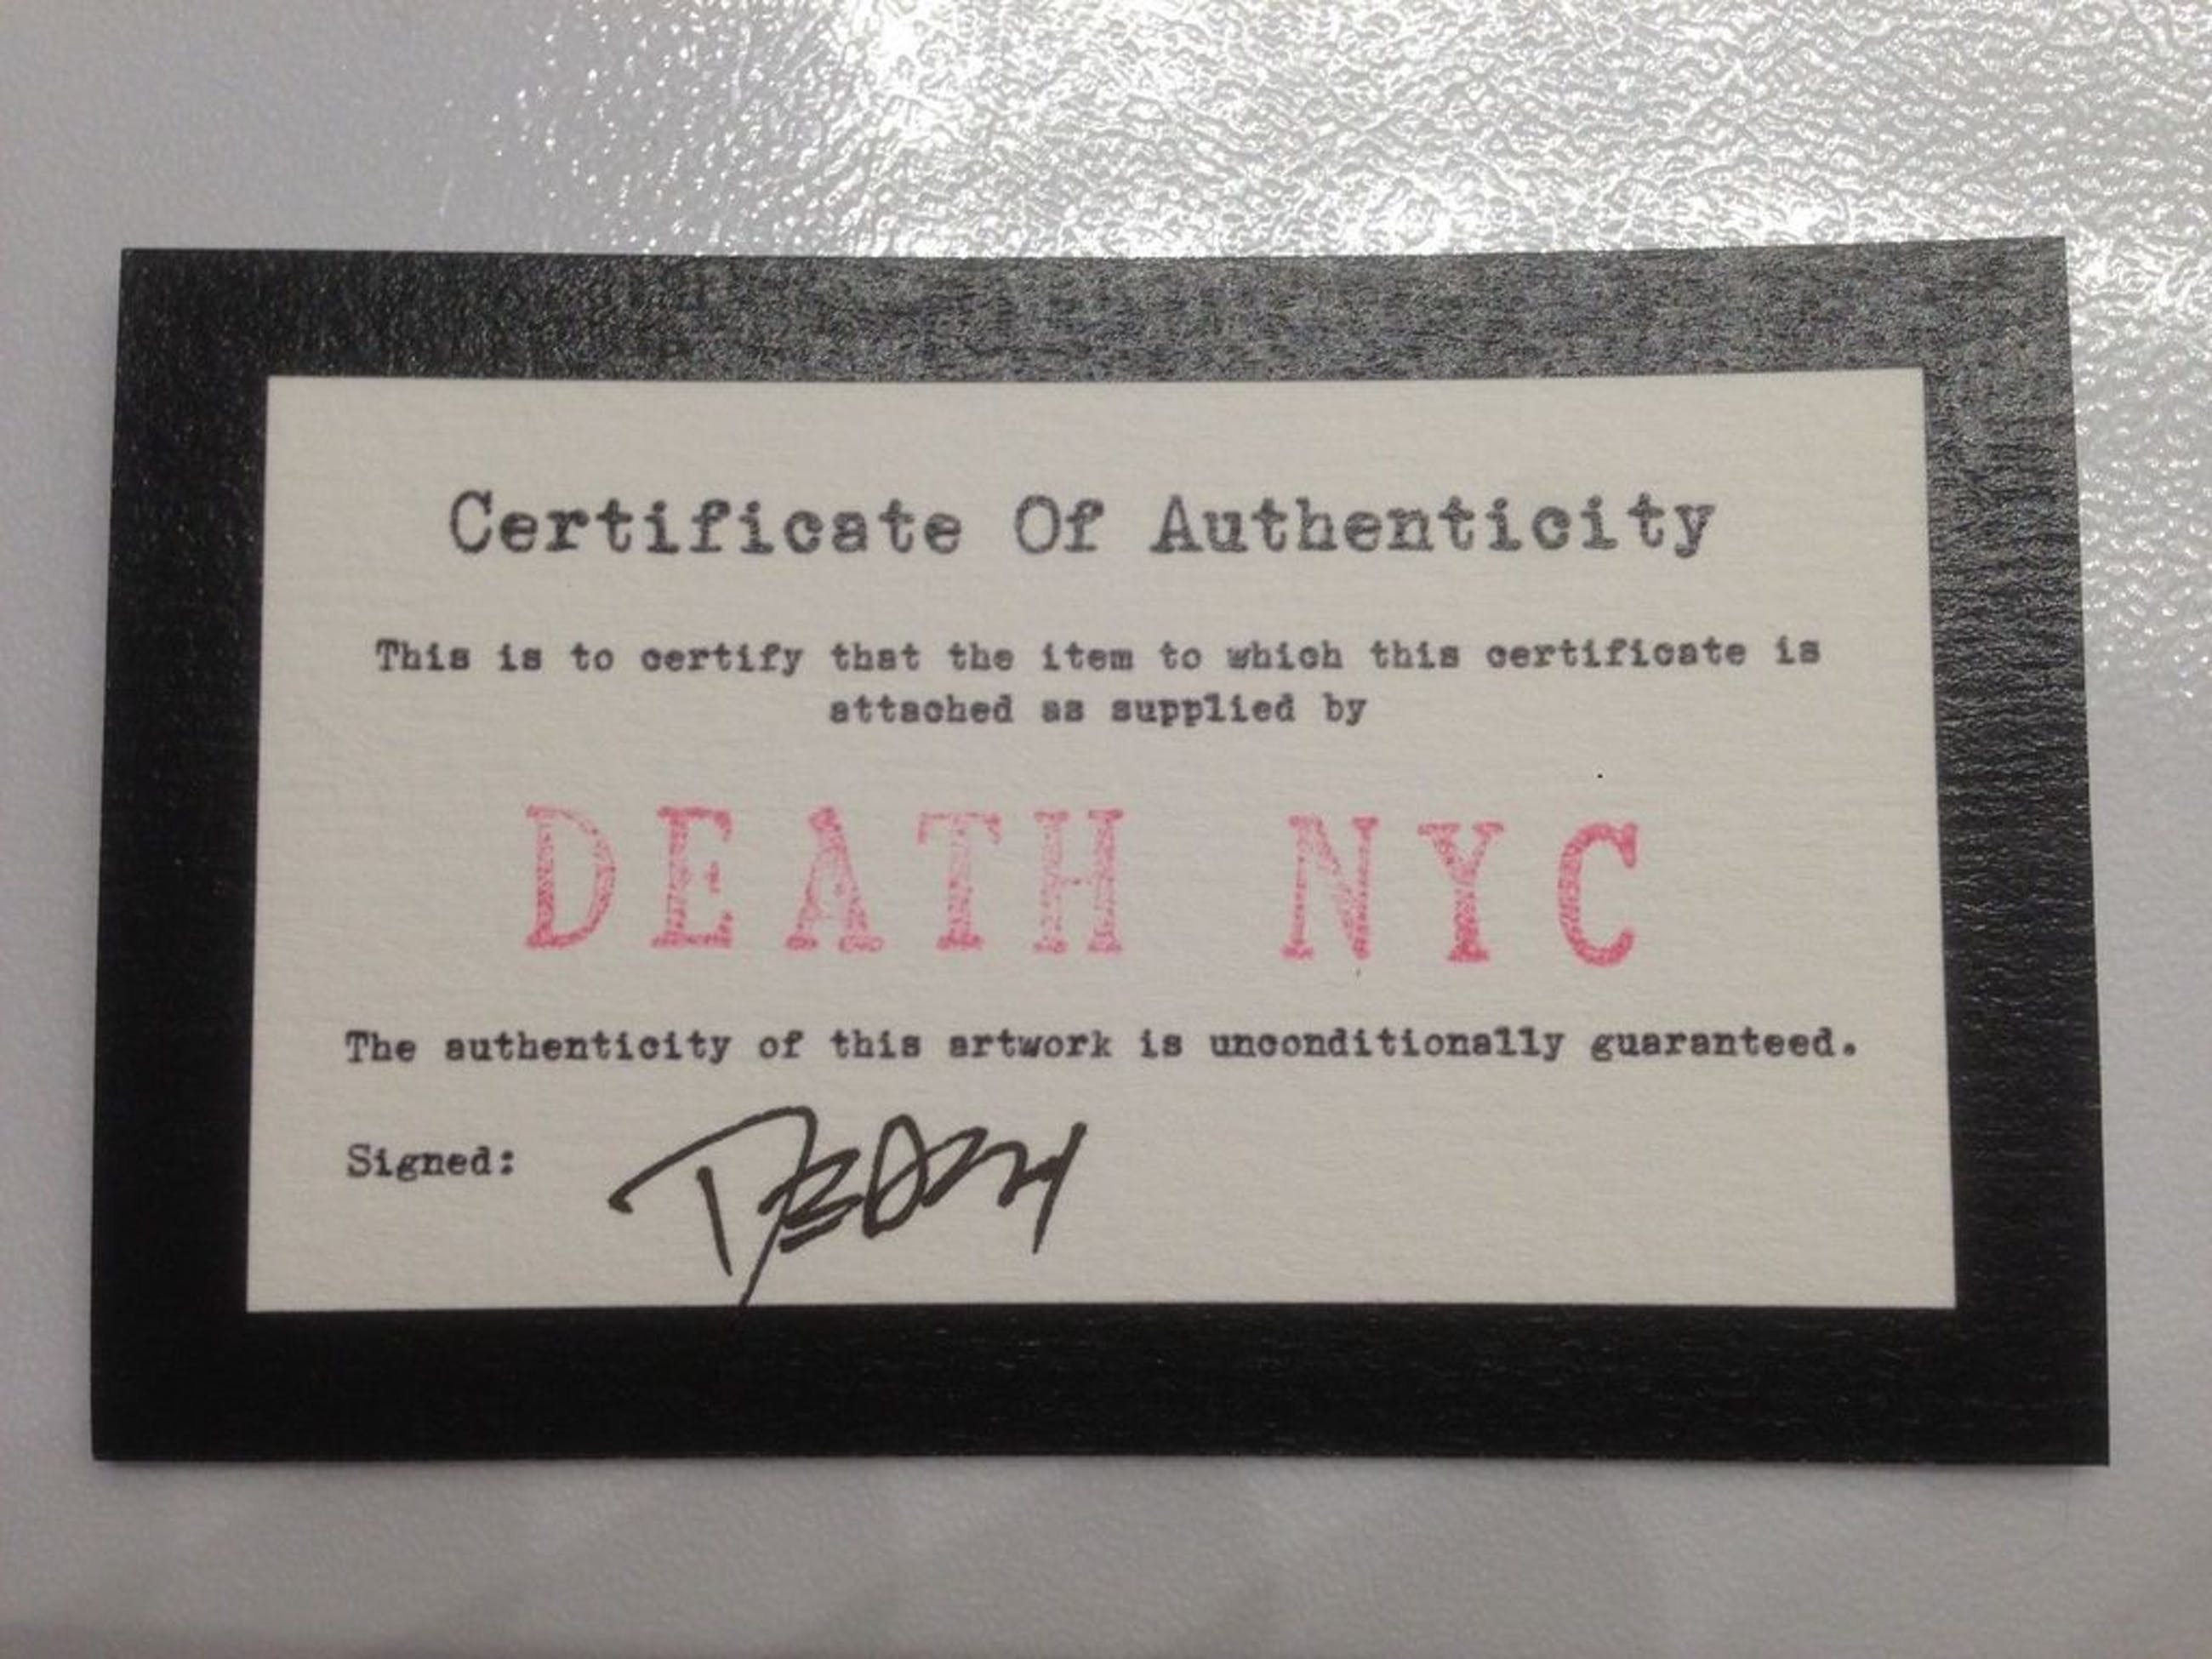 Certificate Of Authenticity
This is to certify that the item to which this certificate is
attached as supplied by
DEATH NYC
The authenticity of this artwork is unconditionally guaranteed.
Signed: